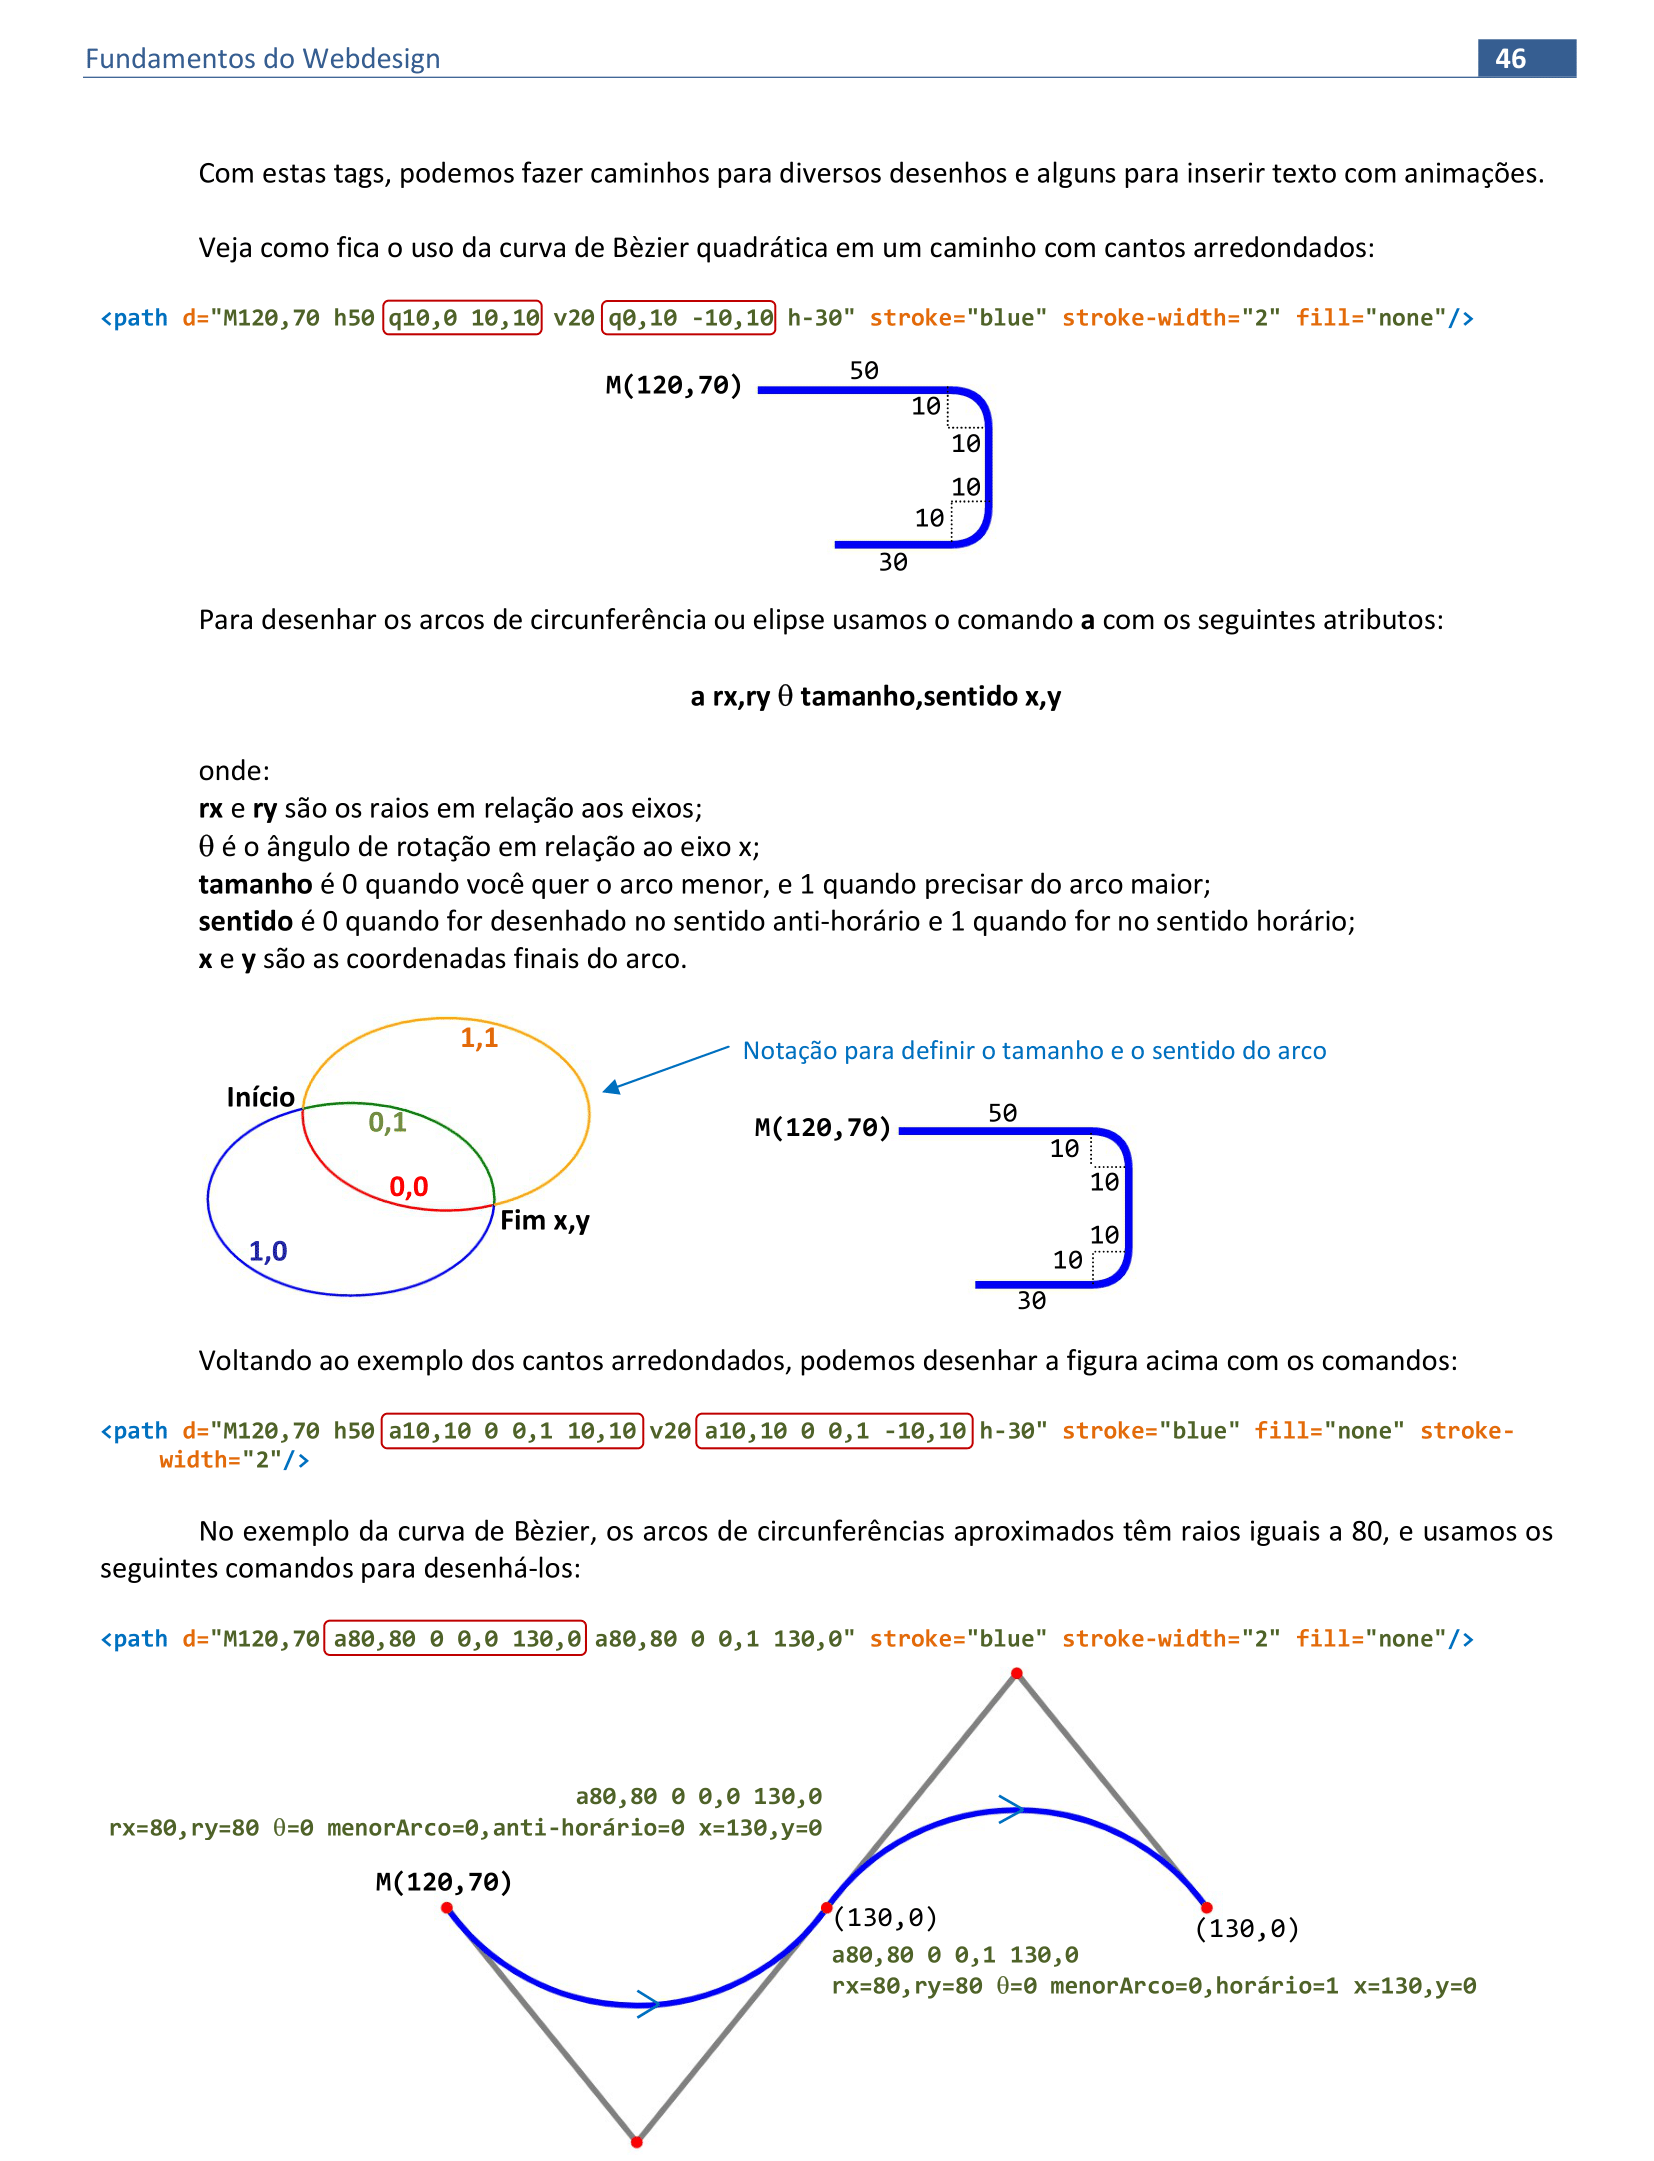 Fundamentos do Webdesign
46
Com estas tags, podemos fazer caminhos para diversos desenhos e alguns para inserir texto com animações.
Veja como fica o uso da curva de Bèzier quadrática em um caminho com cantos arredondados:
<path d="M120,70 h50 q10,0 10,10 v20 q0,10 -10,10 h-30" stroke="blue" stroke-width="2" fill="none"/>
50
M(120,70)
10
10
10
10
30
Para desenhar os arcos de circunferência ou elipse usamos o comando a com os seguintes atributos:
a rx,ry θ tamanho,sentido x,y
onde:
rx e ry são os raios em relação aos eixos;
θ é o ângulo de rotação em relação ao eixo x;
tamanho é 0 quando você quer o arco menor, e 1 quando precisar do arco maior;
sentido é 0 quando for desenhado no sentido anti-horário e 1 quando for no sentido horário;
x e y são as coordenadas finais do arco.
1,1
Notação para definir o tamanho e o sentido do arco
Início
0,1
0,0
Fim x,y
1,0
50
M(120,70)
10
10
10
10
30
Voltando ao exemplo dos cantos arredondados, podemos desenhar a figura acima com os comandos:
<path d="M120,70 h50 a10,10 0 0,1 10,10 v20 a10,10 0 0,1 -10,10 h-30" stroke="blue" fill="none" stroke-
width="2"/>
No exemplo da curva de Bèzier, os arcos de circunferências aproximados têm raios iguais a 80, e usamos os
seguintes comandos para desenhá-los:
<path d="M120,70 a80,80 0 0,0 130,0 a80,80 0 0,1 130,0" stroke="blue" stroke-width="2" fill="none"/>
a80,80 0 0,0 130,0
rx=80,ry=80 θ=0 menorArco=0,anti-horário=0 x=130,y=0
M(120,70)
(130,0)
(130,0)
a80,80 0 0,1 130,0
rx=80,ry=80 θ=0 menorArco=0,horário=1 x=130,y=0